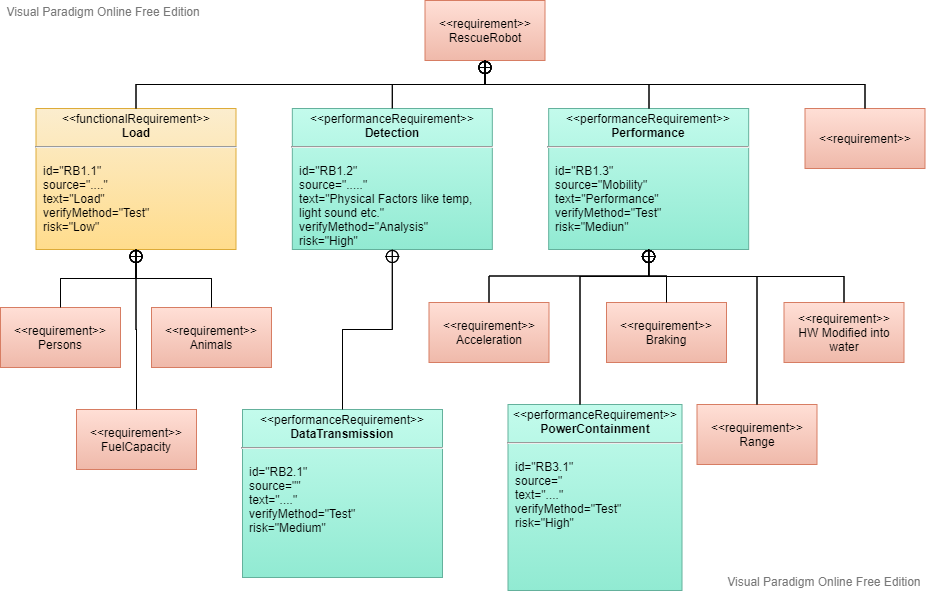 Visual Paradigm Online Free Edition
<<requirement>>
RescueRobot
<<functionalRequirement>>
Load
id="RB1.1"
source="...."
text="Load"
verifyMethod="Test"
risk="Low"
<<performanceRequirement>>
Detection
id="RB1.2"
source="....."
text="Physical Factors like temp,
light sound etc."
verifyMethod="Analysis"
risk="High"
<<performanceRequirement>>
Performance
id="RB1.3"
source="Mobility"
text="Performance"
verifyMethod="Test"
risk="Mediun"
<<requirement>>
<<requirement>>
Persons
<<requirement>>
Animals
<<requirement>>
Acceleration
<<requirement>>
Braking
<<requirement>>
HW Modified into
water
<<requirement>>
FuelCapacity
<<performanceRequirement>>
DataTransmission
id="RB2.1"
source=""
text="...."
verifyMethod="Test"
risk="Medium"
<<performanceRequirement>>
PowerContainment
id="RB3.1"
source="
text="...."
verifyMethod="Test"
risk="High"
<<requirement>>
Range
Visual Paradigm Online Free Edition